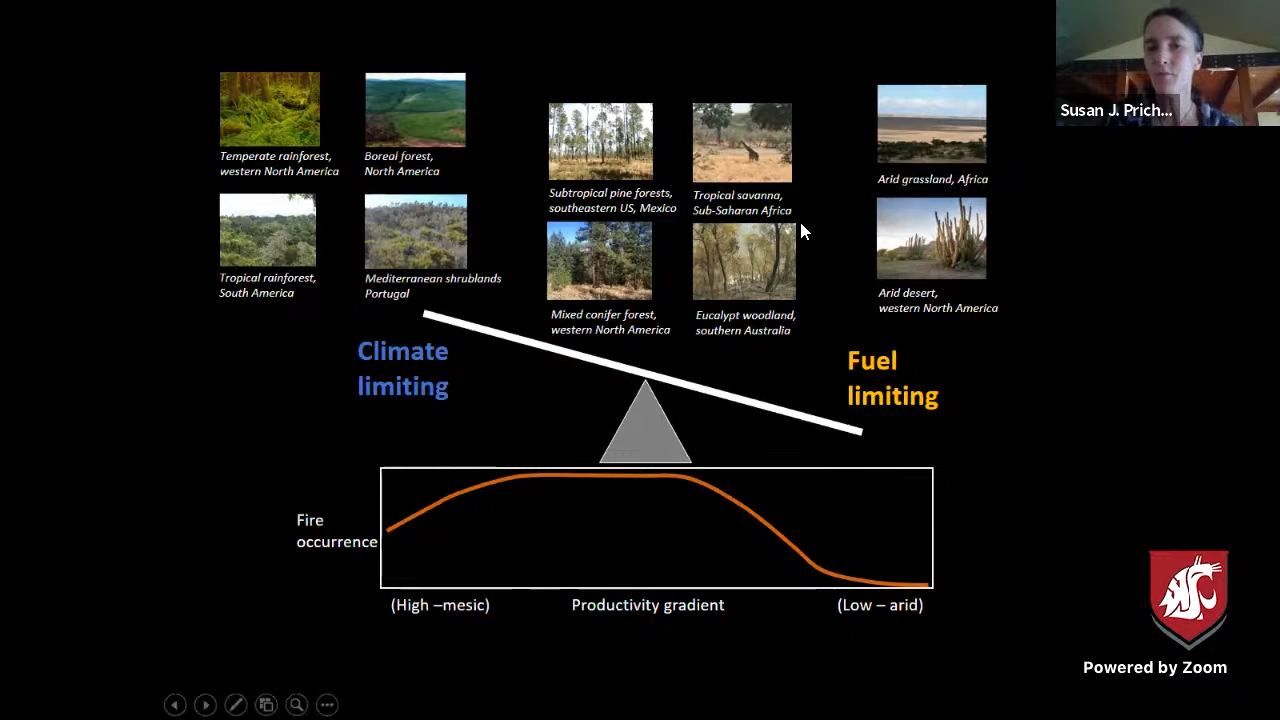 Susan J. Prich...
Temperate rainforest,
western North America
Boreal forest,
North America
Tropical rainforest,
South America
Mediterranean shrublands
Portugal
Subtropical pine forests,
southeastern US, Mexico
Tropical savanna,
Sub-Saharan Africa
Mixed conifer forest,
western North America
Eucalypt woodland,
southern Australia
Arid grassland, Africa
Arid desert,
western North America
Climate
limiting
Fuel
limiting
Fire
occurrence
(High –mesic)
Productivity gradient
(Low – arid)
Powered by Zoom